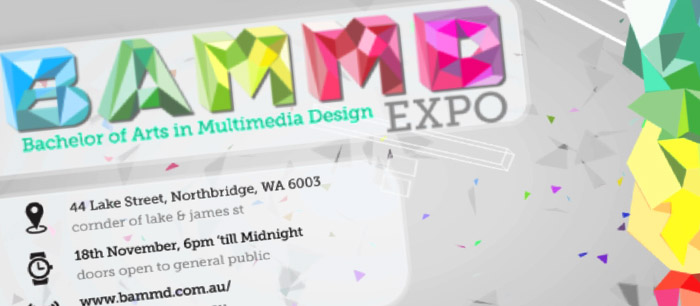 BAMMD
Bachelor of Arts in Multimedia Design EXPO
44 Lake Street, Northbridge, WA 6003
cornder of lake & james st
18th November, 6pm ‘till Midnight
doors open to general public
www.bammd.com.au/